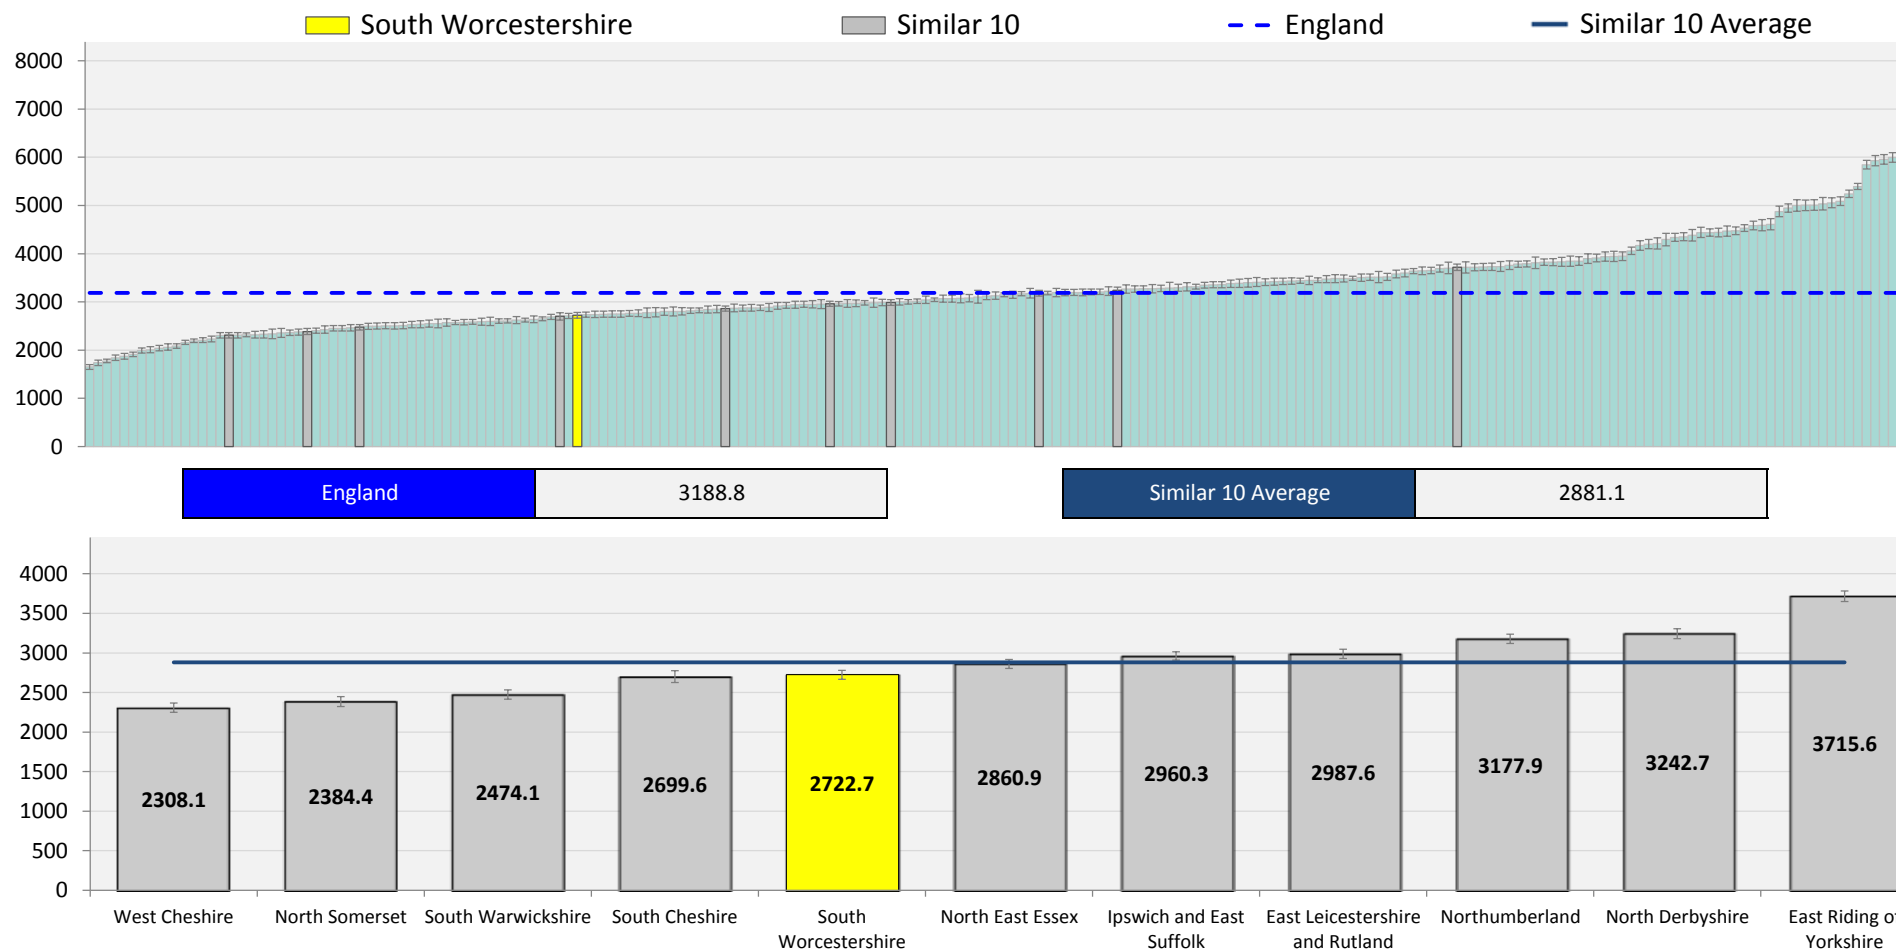 South Worcestershire
Similar 10
England
Similar 10 Average
8000
7000
6000
5000
4000
3000
2000
1000
0
England
3188.8
Similar 10 Average
2881.1
4000
3500
3000
2500
2000
1500
1000
500
0
2308.1
2384.4
2474.1
2699.6
2722.7
2860.9
2960.3
2987.6
3177.9
3242.7
3715.6
West Cheshire
North Somerset
South Warwickshire
South Cheshire
South
Worcestershire
North East Essex
Ipswich and East
Suffolk
East Leicestershire
and Rutland
Northumberland
North Derbyshire
East Riding of
Yorkshire